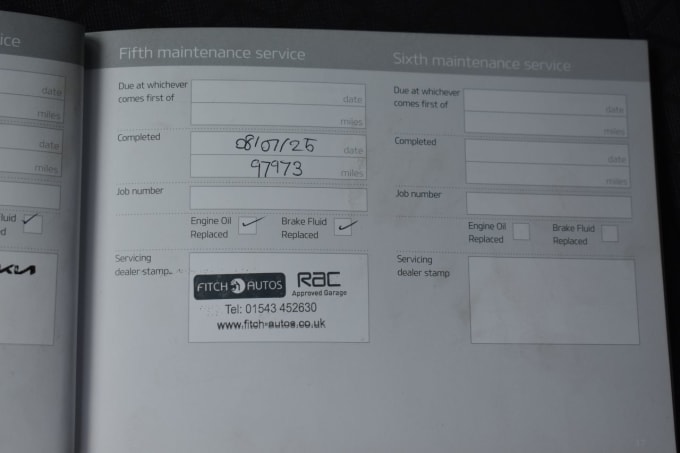 ice
date
miles
date
miles
luid ✓
d
Fifth maintenance service
Due at whichever
comes first of
date
miles
Completed
08/07/25 date
97973 miles
Job number
Engine Oil
Replaced ✓
Brake Fluid
Replaced ✓
Servicing
dealer stamp
FITCH AUTOS
RAC
Approved Garage
Tel: 01543 452630
www.fitch-autos.co.uk
Sixth maintenance service
Due at whichever
comes first of
date
miles
Completed
date
miles
Job number
Engine Oil
Replaced
Brake Fluid
Replaced
Servicing
dealer stamp